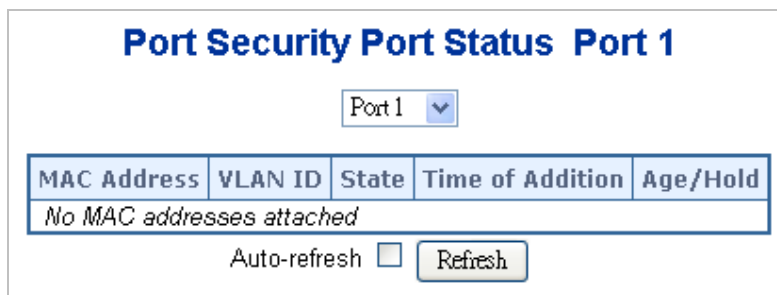 Port Security Port Status Port 1
Port 1
MAC Address VLAN ID State Time of Addition Age/Hold
No MAC addresses attached
Auto-refresh Refresh